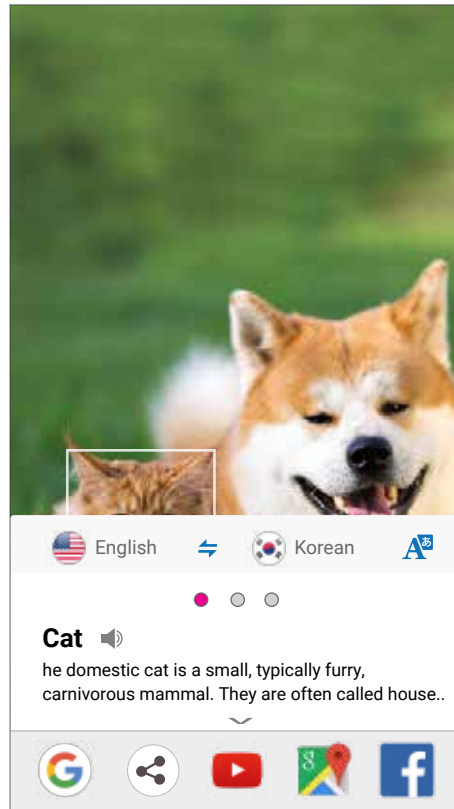 English
Korean
Cat
he domestic cat is a small, typically furry,
carnivorous mammal. They are often called house..